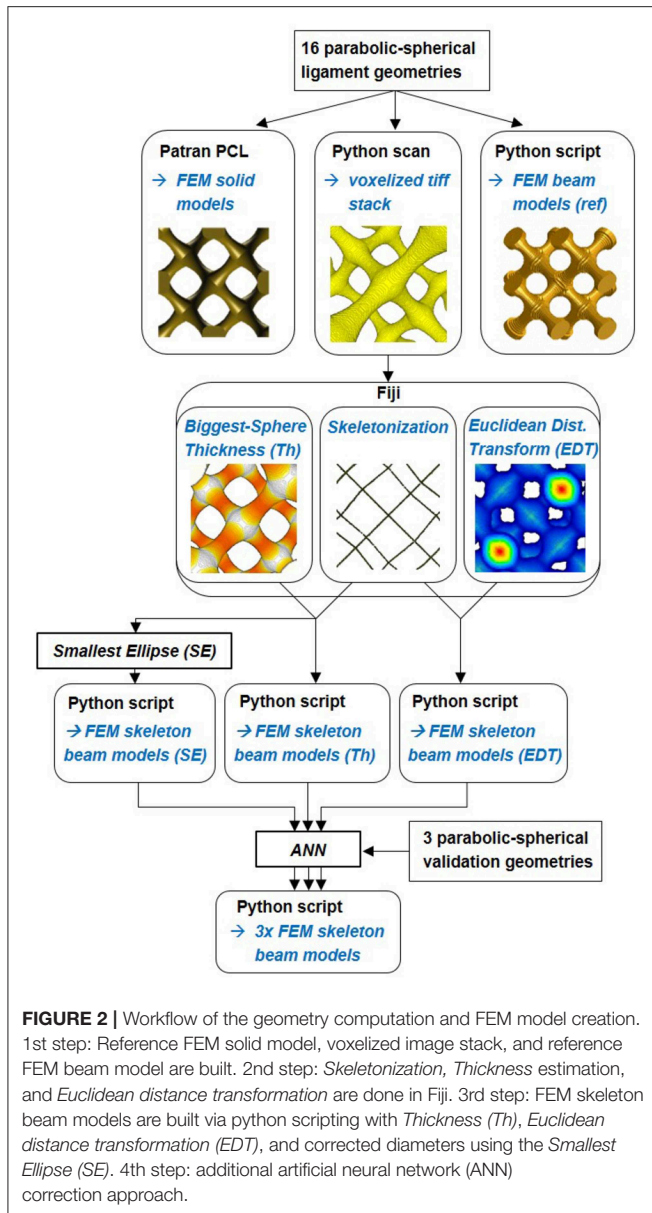 16 parabolic-spherical
ligament geometries
Patran PCL
→ FEM solid
models
Python scan
→ voxelized tiff
stack
Python script
→ FEM beam
models (ref)
Fiji
Biggest-Sphere
Thickness (Th)
Skeletonization
Euclidean Dist.
Transform (EDT)
Smallest Ellipse (SE)
Python script
→ FEM skeleton
beam models (SE)
Python script
→ FEM skeleton
beam models (Th)
Python script
→ FEM skeleton
beam models (EDT)
ANN
3 parabolic-spherical
validation geometries
Python script
→ 3x FEM skeleton
beam models
FIGURE 2 | Workflow of the geometry computation and FEM model creation.
1st step: Reference FEM solid model, voxelized image stack, and reference
FEM beam model are built. 2nd step: Skeletonization, Thickness estimation,
and Euclidean distance transformation are done in Fiji. 3rd step: FEM skeleton
beam models are built via python scripting with Thickness (Th), Euclidean
distance transformation (EDT), and corrected diameters using the Smallest
Ellipse (SE). 4th step: additional artificial neural network (ANN)
correction approach.